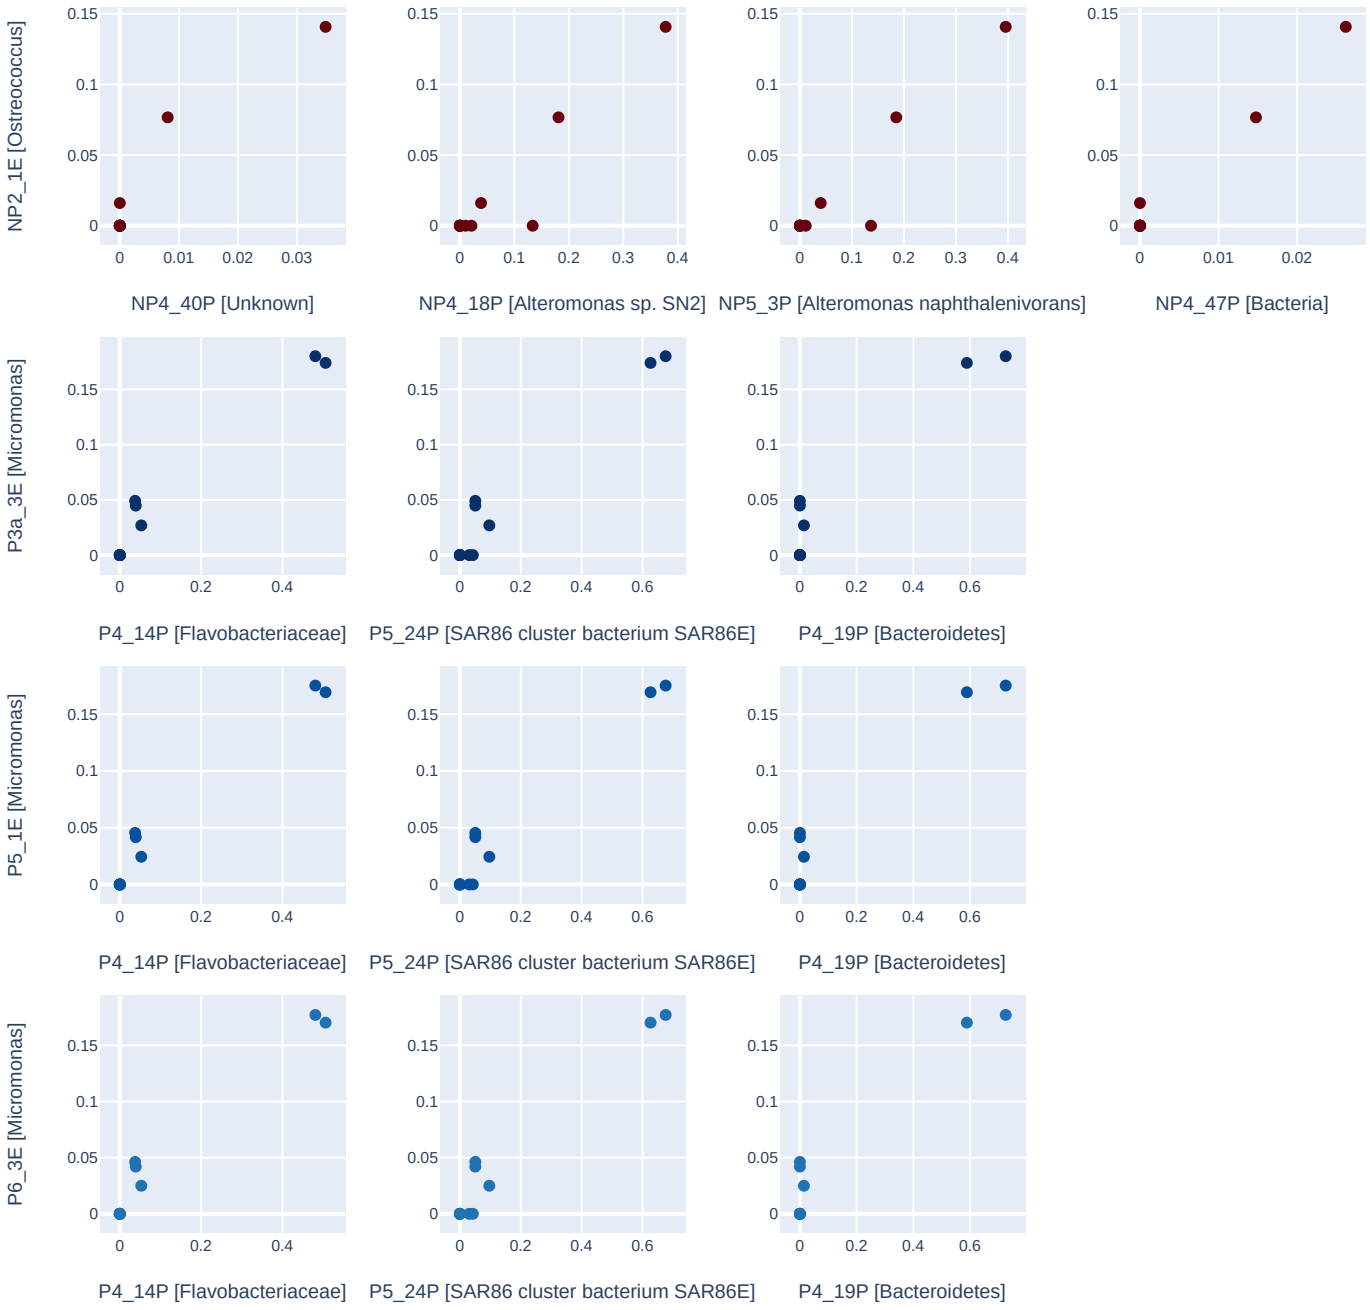 NP2_1E [Ostreococcus]
0.15 0.15 0.15 0.15
0.1 0.1 0.1 0.1
0.05 0.05 0.05 0.05
0 0 0 0
0 0.01 0.02 0.03 0 0.1 0.2 0.3 0.4 0 0.1 0.2 0.3 0.4 0 0.01 0.02
NP4_40P [Unknown] NP4_18P [Alteromonas sp. SN2] NP5_3P [Alteromonas naphthalenivorans] NP4_47P [Bacteria]
P3a_3E [Micromonas]
0.15 0.15 0.15
0.1 0.1 0.1
0.05 0.05 0.05
0 0 0
0 0.2 0.4 0 0.2 0.4 0.6 0 0.2 0.4 0.6
P4_14P [Flavobacteriaceae] P5_24P [SAR86 cluster bacterium SAR86E] P4_19P [Bacteroidetes]
P5_1E [Micromonas]
0.15 0.15 0.15
0.1 0.1 0.1
0.05 0.05 0.05
0 0 0
0 0.2 0.4 0 0.2 0.4 0.6 0 0.2 0.4 0.6
P4_14P [Flavobacteriaceae] P5_24P [SAR86 cluster bacterium SAR86E] P4_19P [Bacteroidetes]
P6_3E [Micromonas]
0.15 0.15 0.15
0.1 0.1 0.1
0.05 0.05 0.05
0 0 0
0 0.2 0.4 0 0.2 0.4 0.6 0 0.2 0.4 0.6
P4_14P [Flavobacteriaceae] P5_24P [SAR86 cluster bacterium SAR86E] P4_19P [Bacteroidetes]